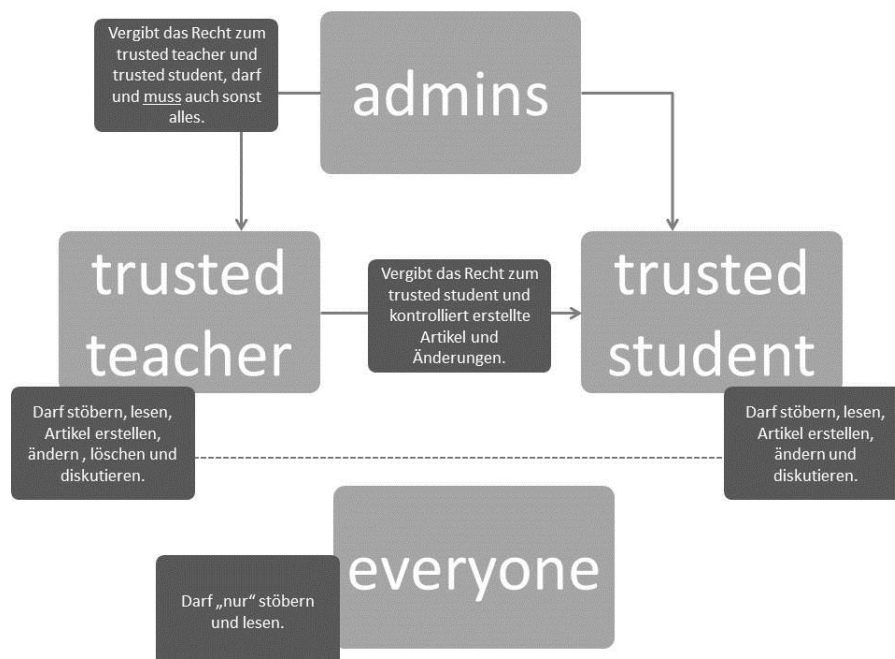 Vergibt das Recht zum
trusted teacher und
trusted student, darf
und muss auch sonst
alles.
admins
trusted
teacher
Vergibt das Recht zum
trusted student und
kontrolliert erstellte
Artikel und
Änderungen.
trusted
student
Darf stöbern, lesen,
Artikel erstellen,
ändern , löschen und
diskutieren.
Darf stöbern, lesen,
Artikel erstellen,
ändern und
diskutieren.
everyone
Darf „nur“ stöbern
und lesen.